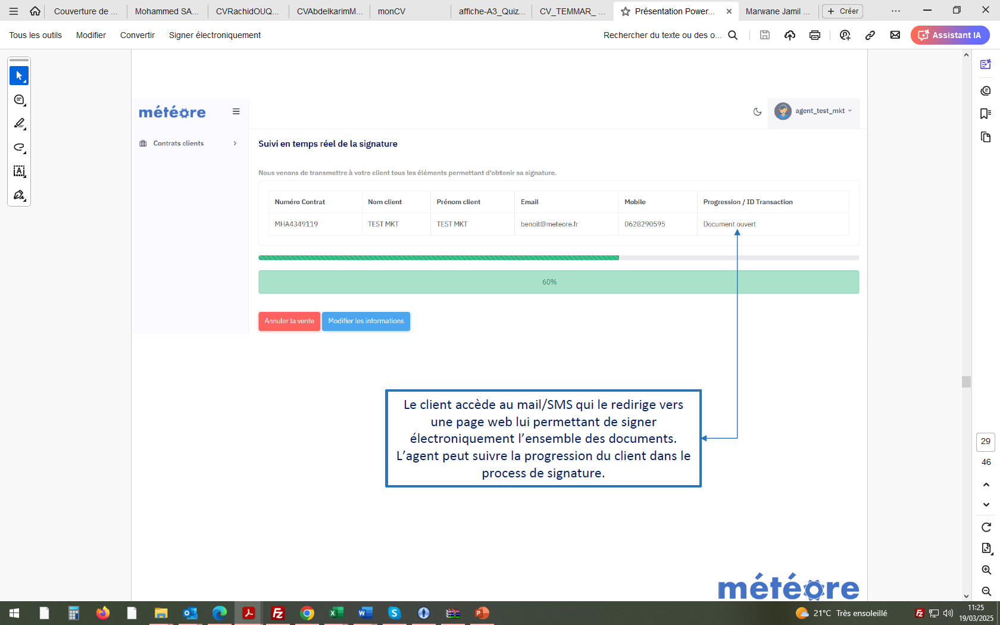 Couverture de ...
Mohammed SA...
CVRachidOUQ...
CVAbdelkarimM...
monCV
affiche-A3_Quiz...
CV_TEMMAR_ ...
Présentation Power...
Marwane Jamil ...
Créer
Tous les outils
Modifier
Convertir
Signer électroniquement
Rechercher du texte ou des o...
Assistant IA
météore
agent_test_mkt
Contrats clients
Suivi en temps réel de la signature
Nous venons de transmettre à votre client tous les éléments permettant d'obtenir sa signature.
Numéro Contrat Nom client Prénom client Email Mobile Progression / ID Transaction
MHA4349119 TEST MKT TEST MKT benoit@meteore.fr 0628290595 Document ouvert
60%
Annuler la vente
Modifier les informations
Le client accède au mail/SMS qui le redirige vers
une page web lui permettant de signer
électroniquement l'ensemble des documents.
L'agent peut suivre la progression du client dans le
process de signature.
29
46
météore
21°C Très ensoleillé
11:25
19/03/2025